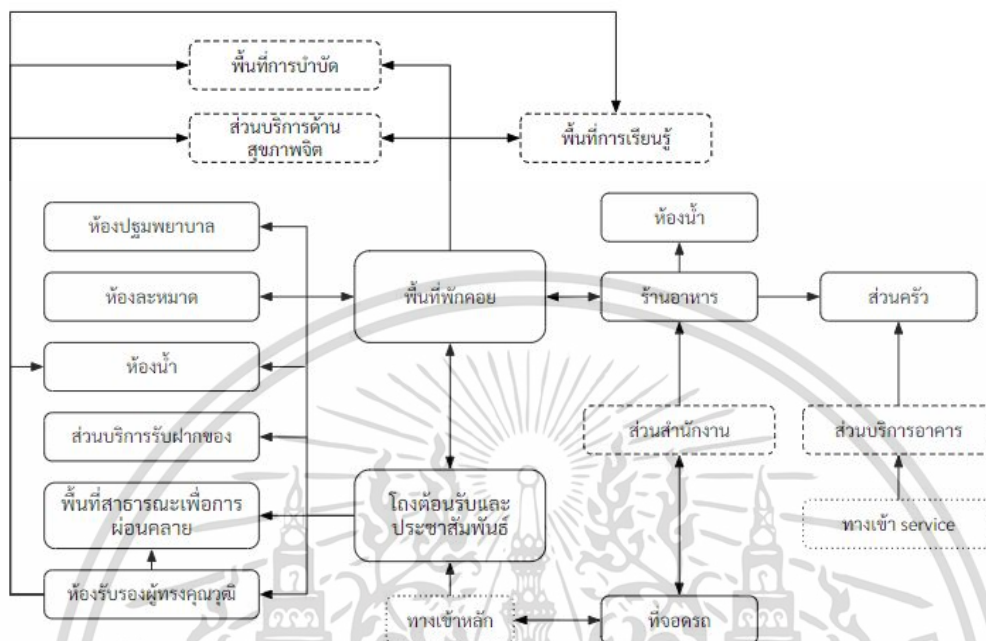 พื้นที่การบำบัด
ส่วนบริการด้าน
สุขภาพจิต
พื้นที่การเรียนรู้
ห้องปฐมพยาบาล
ห้องน้ำ
ห้องละหมาด
พื้นที่พักคอย
ร้านอาหาร
ส่วนครัว
ห้องน้ำ
ส่วนบริการรับฝากของ
ส่วนสำนักงาน
ส่วนบริการอาคาร
พื้นที่สาธารณะเพื่อการ
ผ่อนคลาย
โถงต้อนรับและ
ประชาสัมพันธ์
ทางเข้า service
ห้องรับรองผู้ทรงคุณวุฒิ
ทางเข้าหลัก
ที่จอดรถ